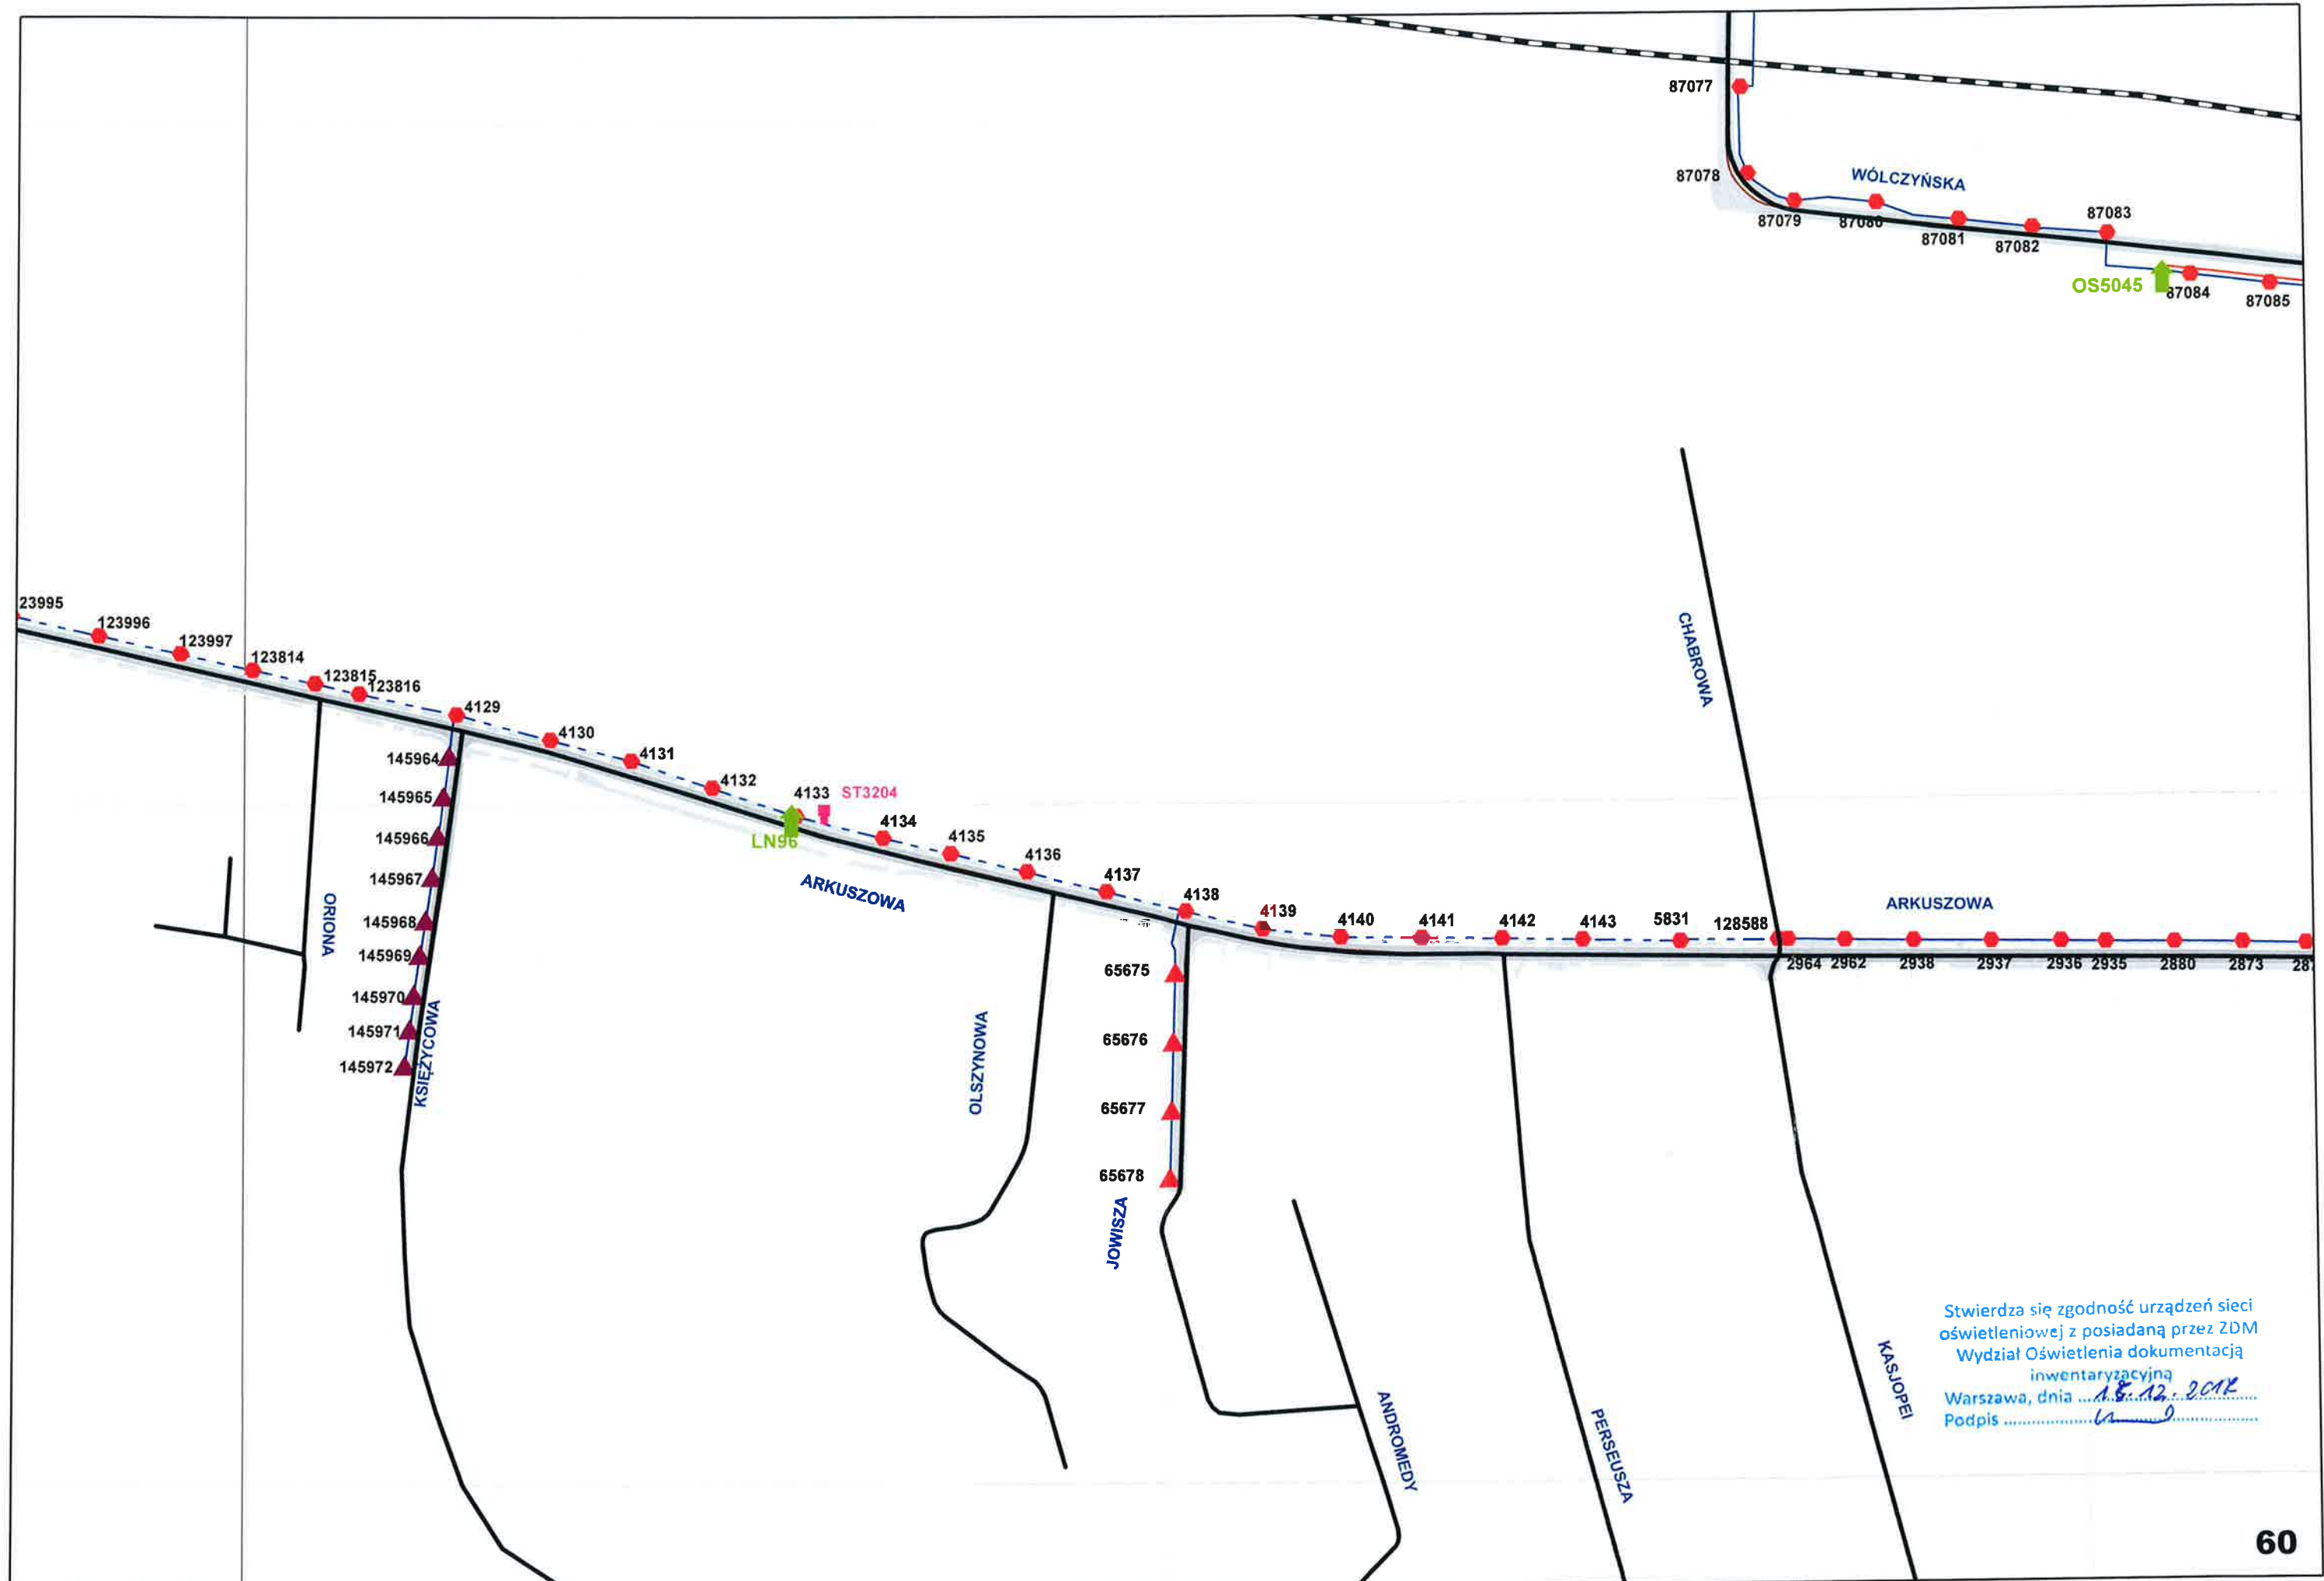 87077
87078
WÓLCZYŃSKA
87079
87080
87081
87082
87083
OS5045
87084
87085
23995
123996
123997
123814
123815
123816
4129
4130
4131
4132
4133
ST3204
LN96
4134
4135
4136
4137
4138
4139
4140
4141
4142
4143
5831
128588
ARKUSZOWA
ARKUSZOWA
2964
2962
2938
2937
2936
2935
2880
2873
CHABROWA
145964
145965
145966
145967
145968
145969
145970
145971
145972
ORIONA
KSIĘŻYCOWA
OLSZYNOWA
65675
65676
65677
65678
JOWISZA
ANDROMEDY
PERSEUSZA
KASJOPEI
Stwierdza się zgodność urządzeń sieci
oświetleniowej z posiadaną przez ZDM
Wydział Oświetlenia dokumentacją
inwentaryzacyjną
Warszawa, dnia
Podpis
60